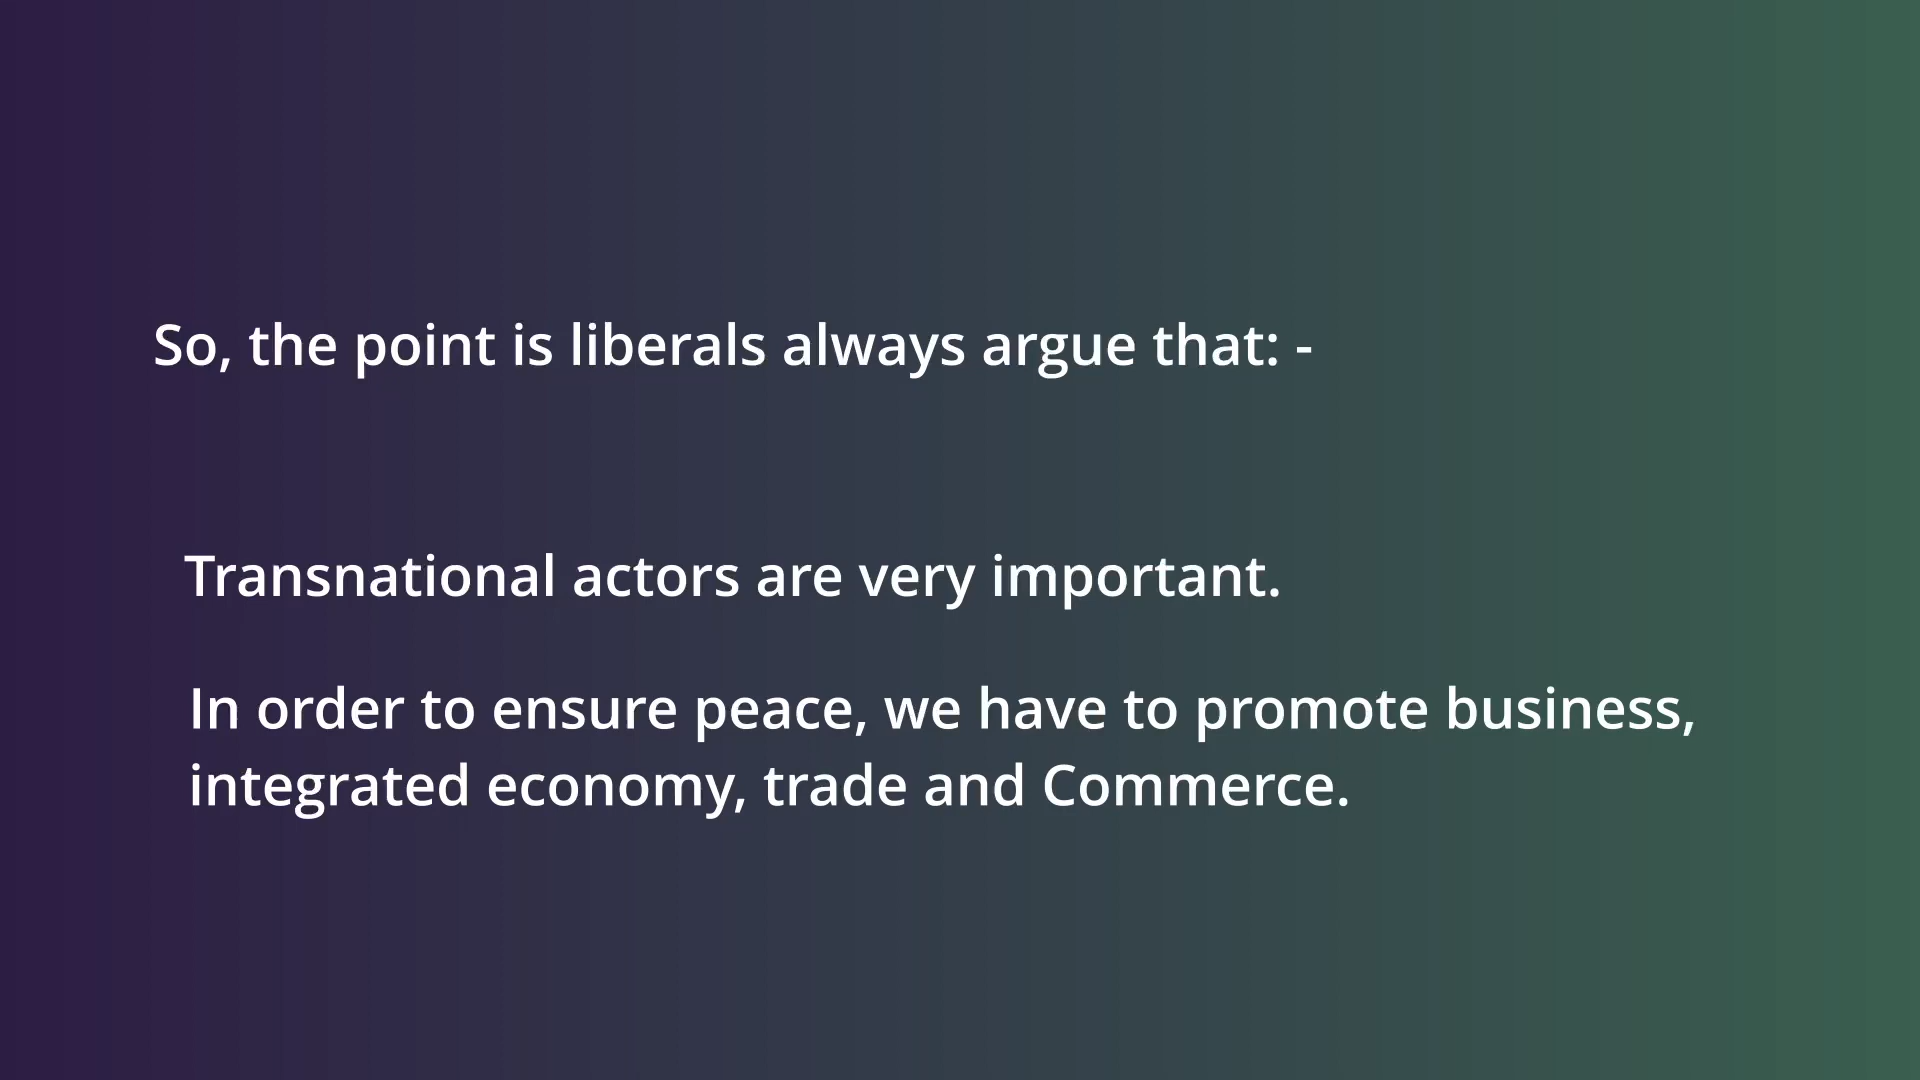 So, the point is liberals always argue that: -
Transnational actors are very important.
In order to ensure peace, we have to promote business,
integrated economy, trade and Commerce.